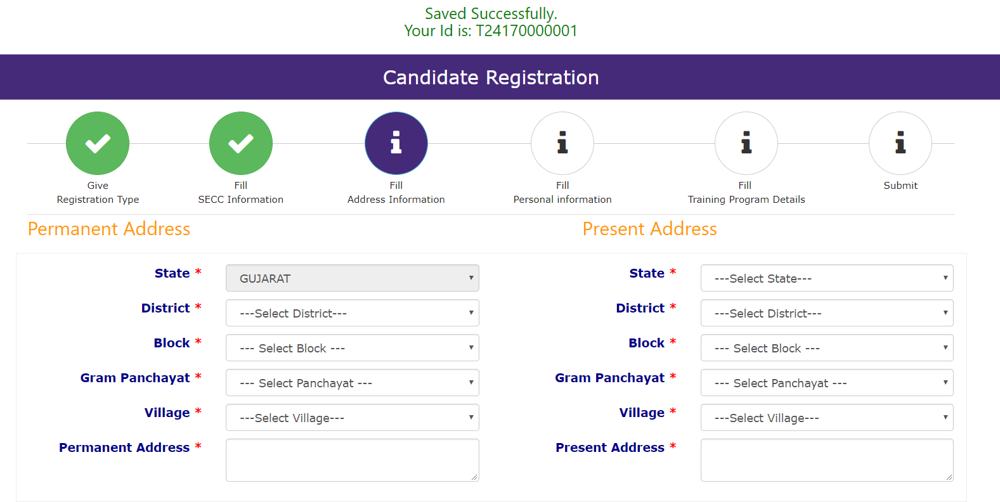 Saved Successfully.
Your Id is: T24170000001
Candidate Registration
Give
Registration Type
Fill
SECC Information
Fill
Address Information
Fill
Personal information
Fill
Training Program Details
Submit
Permanent Address
State *
GUJARAT
District *
---Select District---
Block *
--- Select Block ---
Gram Panchayat *
--- Select Panchayat ---
Village *
---Select Village---
Permanent Address *
Present Address
State *
---Select State---
District *
---Select District---
Block *
--- Select Block ---
Gram Panchayat *
--- Select Panchayat ---
Village *
---Select Village---
Present Address *